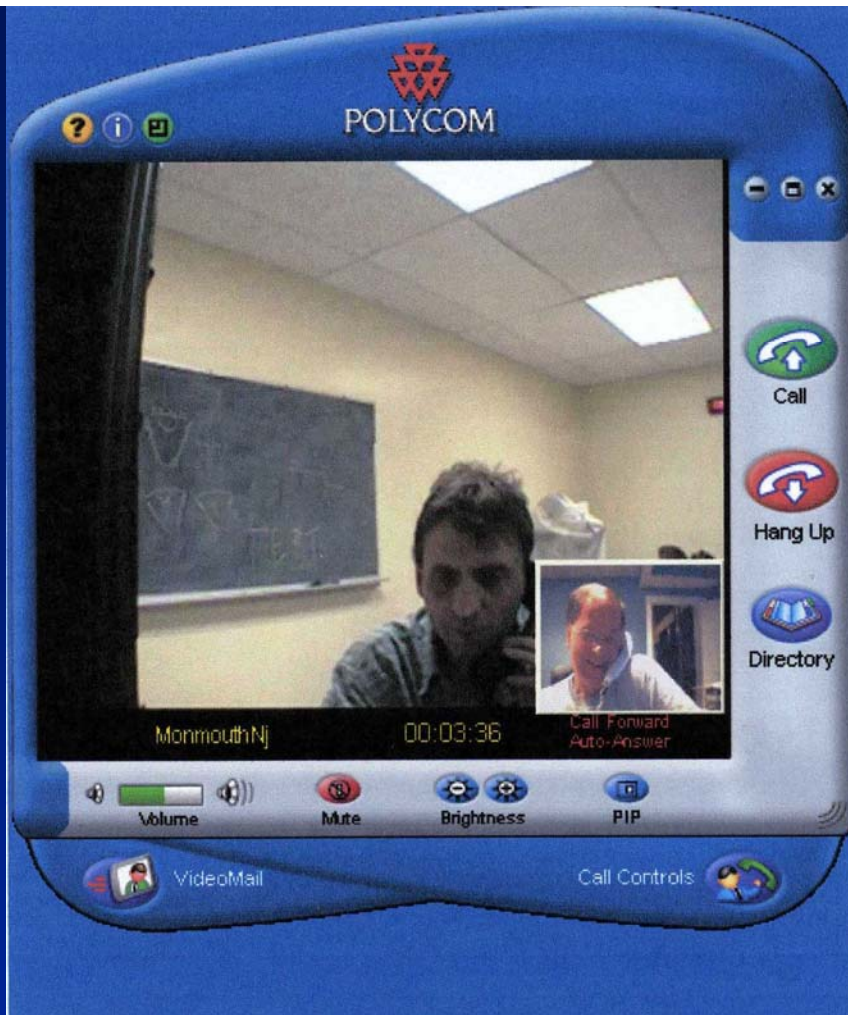 POLYCOM
Call
Hang Up
Directory
TEM
MonmouthNj
00:03:36
Call Forward
Auto-Answer
Volume
Mute
Brightness
PIP
VideoMail
Call Controls